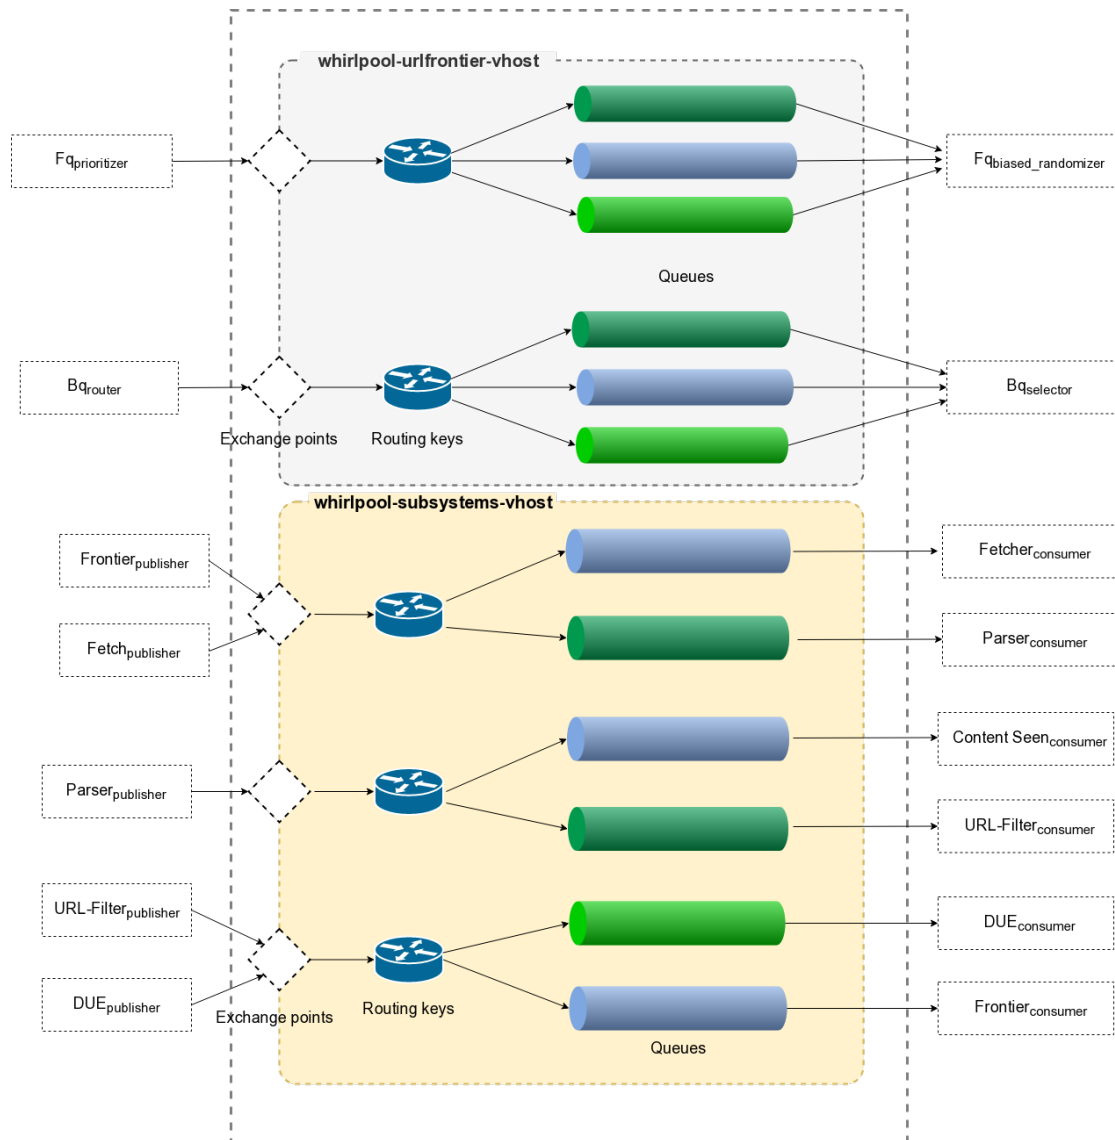 whirlpool-urlfrontier-vhost
Fqprioritizer
Fqbiased_randomizer
Queues
Bqrouter
Bqselector
Exchange points
Routing keys
whirlpool-subsystems-vhost
Frontierpublisher
Fetcherconsumer
Fetchpublisher
Parserconsumer
Content Seenconsumer
Parserpublisher
URL-Filterconsumer
URL-Filterpublisher
DUEconsumer
DUEpublisher
Exchange points
Routing keys
Frontierconsumer
Queues